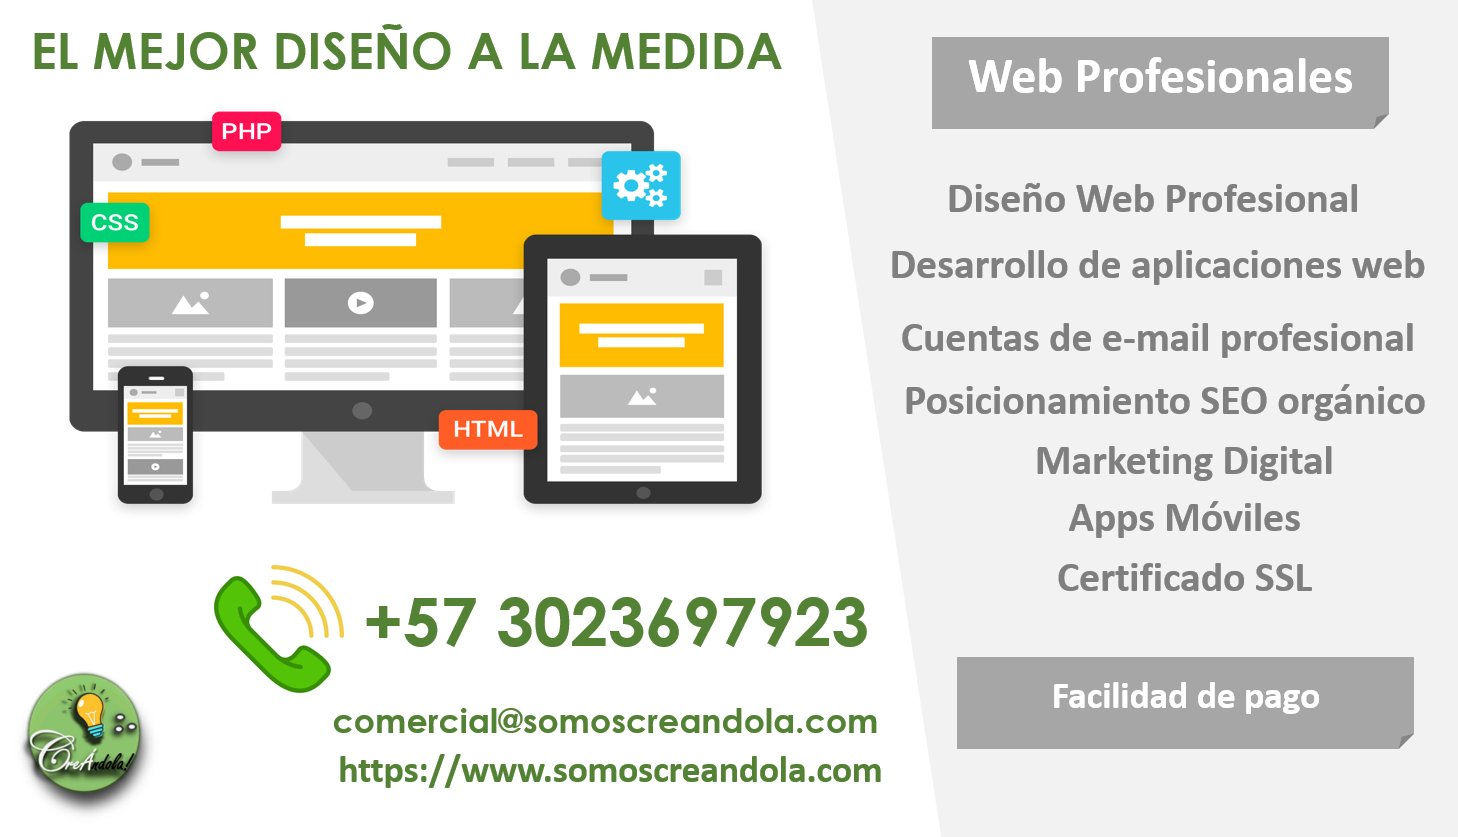 EL MEJOR DISEÑO A LA MEDIDA
PHP
CSS
HTML
+57 3023697923
comercial@somoscreandola.com
https://www.somoscreandola.com
CreÁndola!
Web Profesionales
Diseño Web Profesional
Desarrollo de aplicaciones web
Cuentas de e-mail profesional
Posicionamiento SEO orgánico
Marketing Digital
Apps Móviles
Certificado SSL
Facilidad de pago